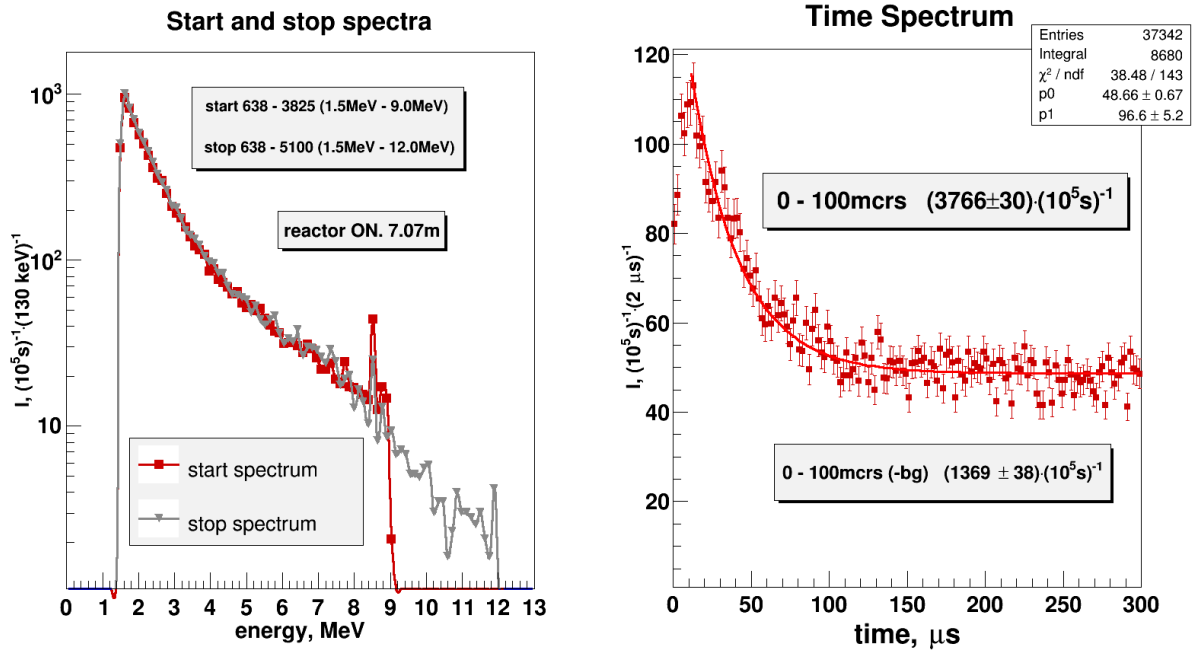 Start and stop spectra
I, (10⁵s)⁻¹·(130 keV)⁻¹
10³
10²
10
start 638 - 3825 (1.5MeV - 9.0MeV)
stop 638 - 5100 (1.5MeV - 12.0MeV)
reactor ON. 7.07m
start spectrum
stop spectrum
0 1 2 3 4 5 6 7 8 9 10 11 12 13
energy, MeV
Time Spectrum
Entries 37342
Integral 8680
χ² / ndf 38.48 / 143
p0 48.66 ± 0.67
p1 96.6 ± 5.2
I, (10⁵s)⁻¹·(2 μs)⁻¹
120
100
80
60
40
20
0 - 100mcrs (3766±30)·(10⁵s)⁻¹
0 - 100mcrs (-bg) (1369 ± 38)·(10⁵s)⁻¹
0 50 100 150 200 250 300
time, μs